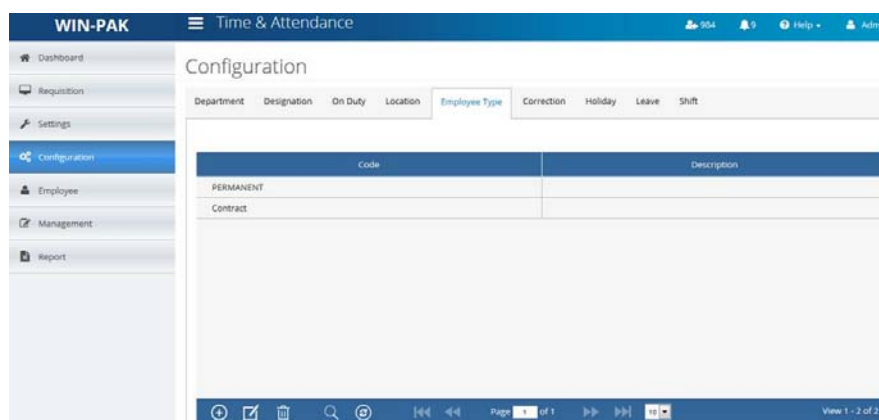 WIN-PAK
Time & Attendance
984
9
Help
Adm
Dashboard
Requisition
Settings
Configuration
Employee
Management
Report
Configuration
Department Designation On Duty Location Employee Type Correction Holiday Leave Shift
Code Description
PERMANENT
Contract
Page 1 of 1 10 View 1 - 2 of 2